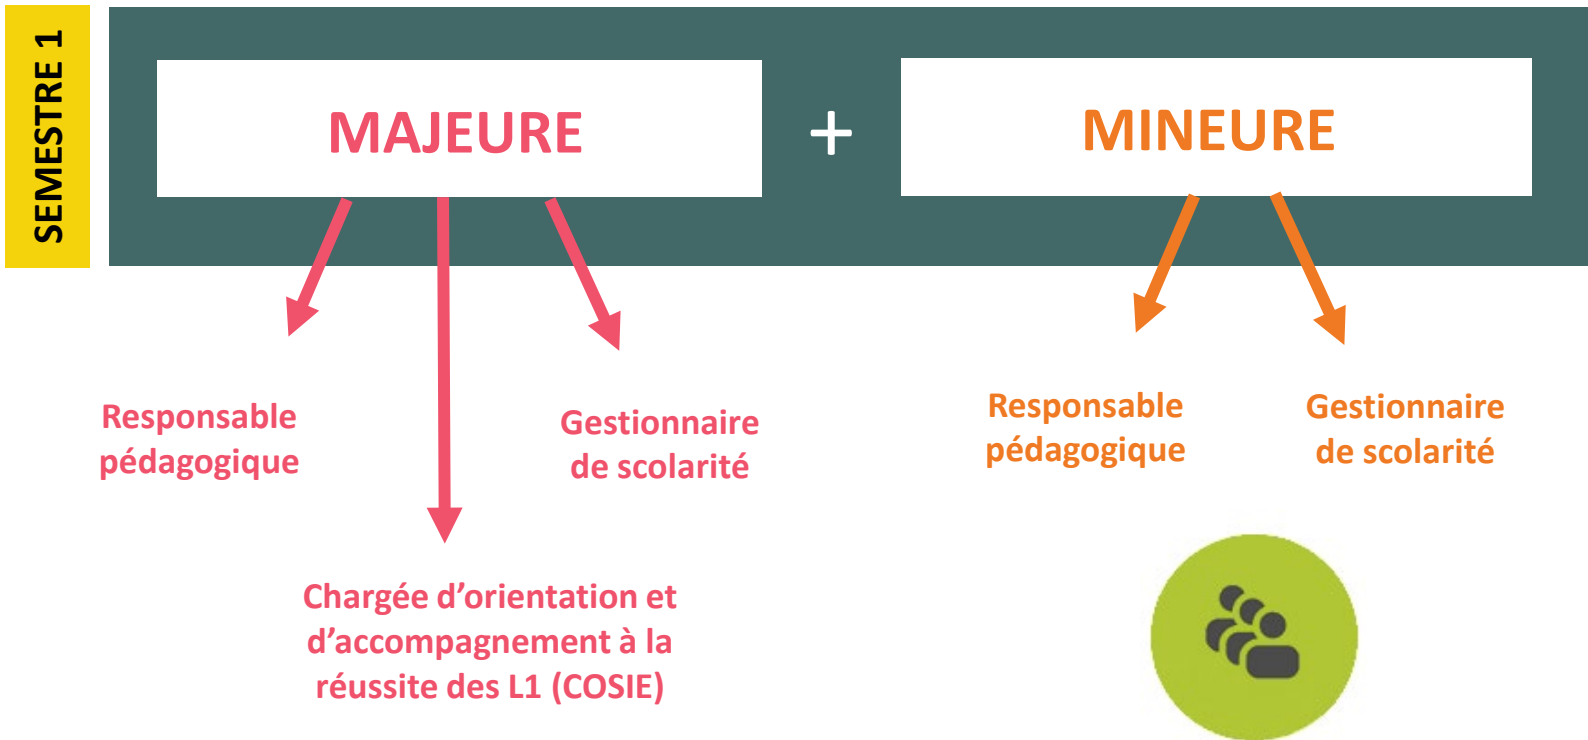 SEMESTRE 1
MAJEURE
+
MINEURE
Responsable
pédagogique
Gestionnaire
de scolarité
Chargée d’orientation et
d’accompagnement à la
réussite des L1 (COSIE)
Responsable
pédagogique
Gestionnaire
de scolarité